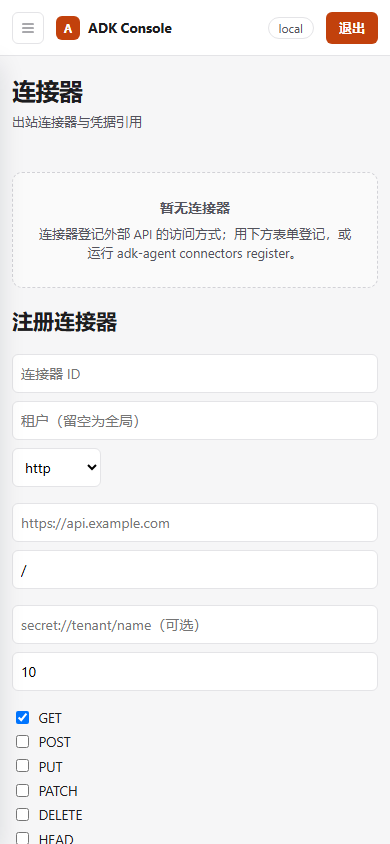 A ADK Console local 退出
连接器
出站连接器与凭据引用
暂无连接器
连接器登记外部 API 的访问方式；用下方表单登记，或
运行 adk-agent connectors register。
注册连接器
连接器 ID
租户（留空为全局）
http
https://api.example.com
/
secret://tenant/name（可选）
10
GET
POST
PUT
PATCH
DELETE
HEAD